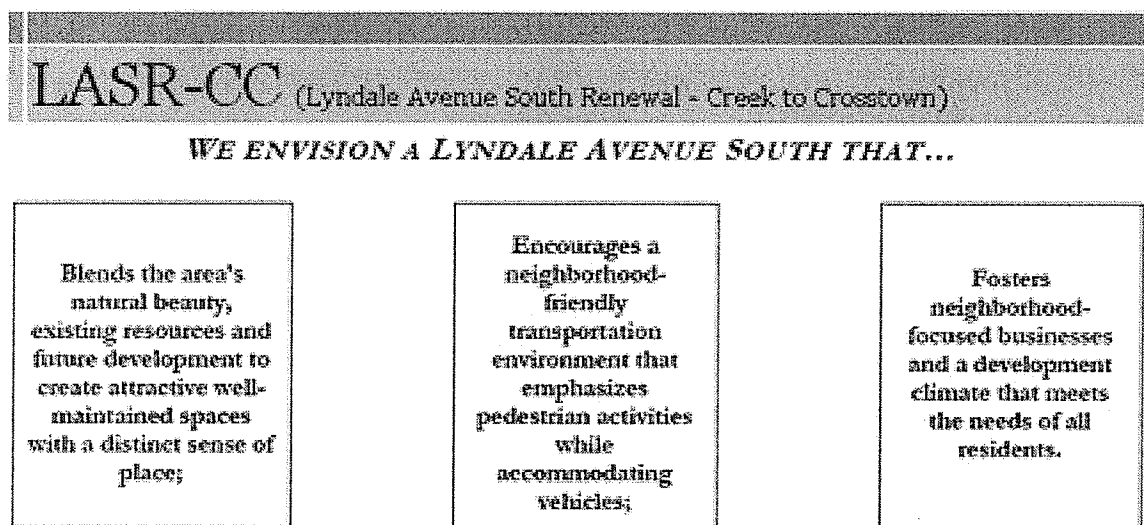 LASR-CC (Lyndale Avenue South Renewal - Creek to Crosstown)
WE ENVISION A LYNDALE AVENUE SOUTH THAT...
Blends the area's
natural beauty,
existing resources and
future development to
create attractive well-
maintained spaces
with a distinct sense of
place;
Encourages a
neighborhood-
friendly
transportation
environment that
emphasizes
pedestrian activities
while
accommodating
vehicles;
Fosters
neighborhood-
focused businesses
and a development
climate that meets
the needs of all
residents.